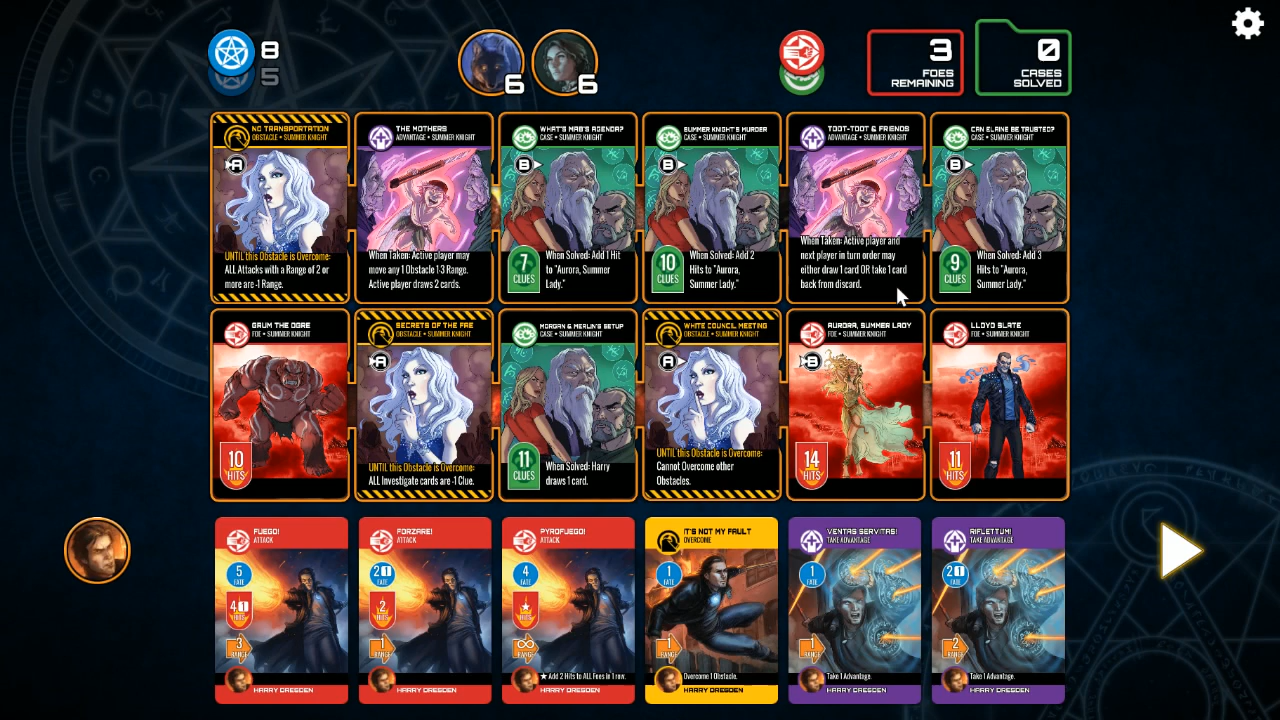 8
5
6
6
3
FOES
REMAINING
0
CASES
SOLVED
NO TRANSPORTATION
OBSTACLE • SUMMER KNIGHT
A
UNTIL this Obstacle is Overcome:
ALL Attacks with a Range of 2 or
more are -1 Range.
THE MOTHERS
ADVANTAGE • SUMMER KNIGHT
When Taken: Active player may
move any 1 Obstacle 1-3 Range.
Active player draws 2 cards.
WHAT'S MAB'S AGENDA?
CASE • SUMMER KNIGHT
B
7
CLUES
When Solved: Add 1 Hit
to "Aurora, Summer
Lady."
SUMMER KNIGHT'S MURDER
CASE • SUMMER KNIGHT
B
10
CLUES
When Solved: Add 2
Hits to "Aurora,
Summer Lady."
TOOT-TOOT & FRIENDS
ADVANTAGE • SUMMER KNIGHT
When Taken: Active player and
next player in turn order may
either draw 1 card OR take 1 card
back from discard.
CAN ELAINE BE TRUSTED?
CASE • SUMMER KNIGHT
B
9
CLUES
When Solved: Add 3
Hits to "Aurora,
Summer Lady."
GRUM THE OGRE
FOE • SUMMER KNIGHT
10
HITS
SECRETS OF THE FAE
OBSTACLE • SUMMER KNIGHT
A
UNTIL this Obstacle is Overcome:
ALL Investigate cards are -1 Clue.
MORGAN & MERLIN'S SETUP
CASE • SUMMER KNIGHT
11
CLUES
When Solved: Harry
draws 1 card.
WHITE COUNCIL MEETING
OBSTACLE • SUMMER KNIGHT
A
UNTIL this Obstacle is Overcome:
Cannot Overcome other
Obstacles.
AURORA, SUMMER LADY
FOE • SUMMER KNIGHT
B
14
HITS
LLOYD SLATE
FOE • SUMMER KNIGHT
11
HITS
FUEGO!
ATTACK
5
FATE
4 1
HITS
3
RANGE
HARRY DRESDEN
FORZARE!
ATTACK
2 1
FATE
2
HITS
1
RANGE
HARRY DRESDEN
PYROFUEGO!
ATTACK
4
FATE
★
HITS
∞
RANGE
★ Add 2 Hits to ALL Foes in 1 row.
HARRY DRESDEN
IT'S NOT MY FAULT
OVERCOME
1
FATE
1
RANGE
Overcome 1 Obstacle.
HARRY DRESDEN
VENTAS SERVITAS!
TAKE ADVANTAGE
1
FATE
1
RANGE
Take 1 Advantage.
HARRY DRESDEN
RIFLETTUM!
TAKE ADVANTAGE
2 1
FATE
2
RANGE
Take 1 Advantage.
HARRY DRESDEN